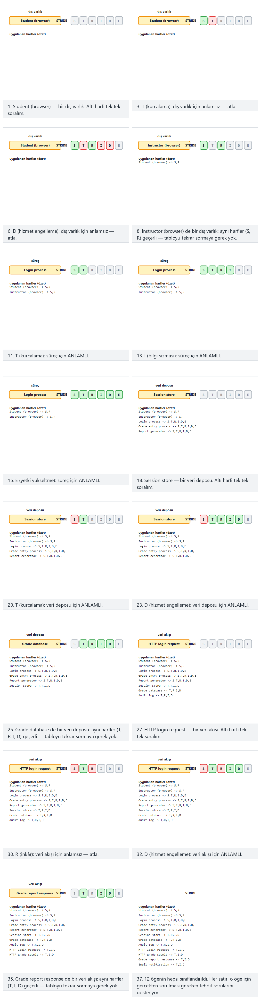 dış varlık
Student (browser) STRIDE S T R I D E
uygulanan harfler (özet)
1. Student (browser) — bir dış varlık. Altı harfi tek tek
soralım.
dış varlık
Student (browser) STRIDE S T R I D E
uygulanan harfler (özet)
3. T (kurcalama): dış varlık için anlamsız — atla.
dış varlık
Student (browser) STRIDE S T R I D E
uygulanan harfler (özet)
6. D (hizmet engelleme): dış varlık için anlamsız —
atla.
dış varlık
Instructor (browser) STRIDE S T R I D E
uygulanan harfler (özet)
Student (browser) -> S,R
8. Instructor (browser) de bir dış varlık: aynı harfler (S,
R) geçerli — tabloyu tekrar sormaya gerek yok.
süreç
Login process STRIDE S T R I D E
uygulanan harfler (özet)
Student (browser) -> S,R
Instructor (browser) -> S,R
11. T (kurcalama): süreç için ANLAMLI.
süreç
Login process STRIDE S T R I D E
uygulanan harfler (özet)
Student (browser) -> S,R
Instructor (browser) -> S,R
13. I (bilgi sızması): süreç için ANLAMLI.
süreç
Login process STRIDE S T R I D E
uygulanan harfler (özet)
Student (browser) -> S,R
Instructor (browser) -> S,R
15. E (yetki yükseltme): süreç için ANLAMLI.
veri deposu
Session store STRIDE S T R I D E
uygulanan harfler (özet)
Student (browser) -> S,R
Instructor (browser) -> S,R
Login process -> S,T,R,I,D,E
Grade entry process -> S,T,R,I,D,E
Report generator -> S,T,R,I,D,E
18. Session store — bir veri deposu. Altı harfi tek tek
soralım.
veri deposu
Session store STRIDE S T R I D E
uygulanan harfler (özet)
Student (browser) -> S,R
Instructor (browser) -> S,R
Login process -> S,T,R,I,D,E
Grade entry process -> S,T,R,I,D,E
Report generator -> S,T,R,I,D,E
20. T (kurcalama): veri deposu için ANLAMLI.
veri deposu
Session store STRIDE S T R I D E
uygulanan harfler (özet)
Student (browser) -> S,R
Instructor (browser) -> S,R
Login process -> S,T,R,I,D,E
Grade entry process -> S,T,R,I,D,E
Report generator -> S,T,R,I,D,E
23. D (hizmet engelleme): veri deposu için ANLAMLI.
veri deposu
Grade database STRIDE S T R I D E
uygulanan harfler (özet)
Student (browser) -> S,R
Instructor (browser) -> S,R
Login process -> S,T,R,I,D,E
Grade entry process -> S,T,R,I,D,E
Report generator -> S,T,R,I,D,E
Session store -> T,R,I,D
25. Grade database de bir veri deposu: aynı harfler (T,
R, I, D) geçerli — tabloyu tekrar sormaya gerek yok.
veri akışı
HTTP login request STRIDE S T R I D E
uygulanan harfler (özet)
Student (browser) -> S,R
Instructor (browser) -> S,R
Login process -> S,T,R,I,D,E
Grade entry process -> S,T,R,I,D,E
Report generator -> S,T,R,I,D,E
Session store -> T,R,I,D
Grade database -> T,R,I,D
Audit log -> T,R,I,D
27. HTTP login request — bir veri akışı. Altı harfi tek
tek soralım.
veri akışı
HTTP login request STRIDE S T R I D E
uygulanan harfler (özet)
Student (browser) -> S,R
Instructor (browser) -> S,R
Login process -> S,T,R,I,D,E
Grade entry process -> S,T,R,I,D,E
Report generator -> S,T,R,I,D,E
Session store -> T,R,I,D
Grade database -> T,R,I,D
Audit log -> T,R,I,D
30. R (inkâr): veri akışı için anlamsız — atla.
veri akışı
HTTP login request STRIDE S T R I D E
uygulanan harfler (özet)
Student (browser) -> S,R
Instructor (browser) -> S,R
Login process -> S,T,R,I,D,E
Grade entry process -> S,T,R,I,D,E
Report generator -> S,T,R,I,D,E
Session store -> T,R,I,D
Grade database -> T,R,I,D
Audit log -> T,R,I,D
32. D (hizmet engelleme): veri akışı için ANLAMLI.
veri akışı
Grade report response STRIDE S T R I D E
uygulanan harfler (özet)
Student (browser) -> S,R
Instructor (browser) -> S,R
Login process -> S,T,R,I,D,E
Grade entry process -> S,T,R,I,D,E
Report generator -> S,T,R,I,D,E
Session store -> T,R,I,D
Grade database -> T,R,I,D
Audit log -> T,R,I,D
HTTP login request -> T,I,D
HTTP grade submit -> T,I,D
35. Grade report response de bir veri akışı: aynı harfler
(T, I, D) geçerli — tabloyu tekrar sormaya gerek yok.
STRIDE
uygulanan harfler (özet)
Student (browser) -> S,R
Instructor (browser) -> S,R
Login process -> S,T,R,I,D,E
Grade entry process -> S,T,R,I,D,E
Report generator -> S,T,R,I,D,E
Session store -> T,R,I,D
Grade database -> T,R,I,D
Audit log -> T,R,I,D
HTTP login request -> T,I,D
HTTP grade submit -> T,I,D
Grade report response -> T,I,D
Email notification -> T,I,D
37. 12 ögenin hepsi sınıflandırıldı. Her satır, o öge için
gerçekten sorulması gereken tehdit sorularını
gösteriyor.